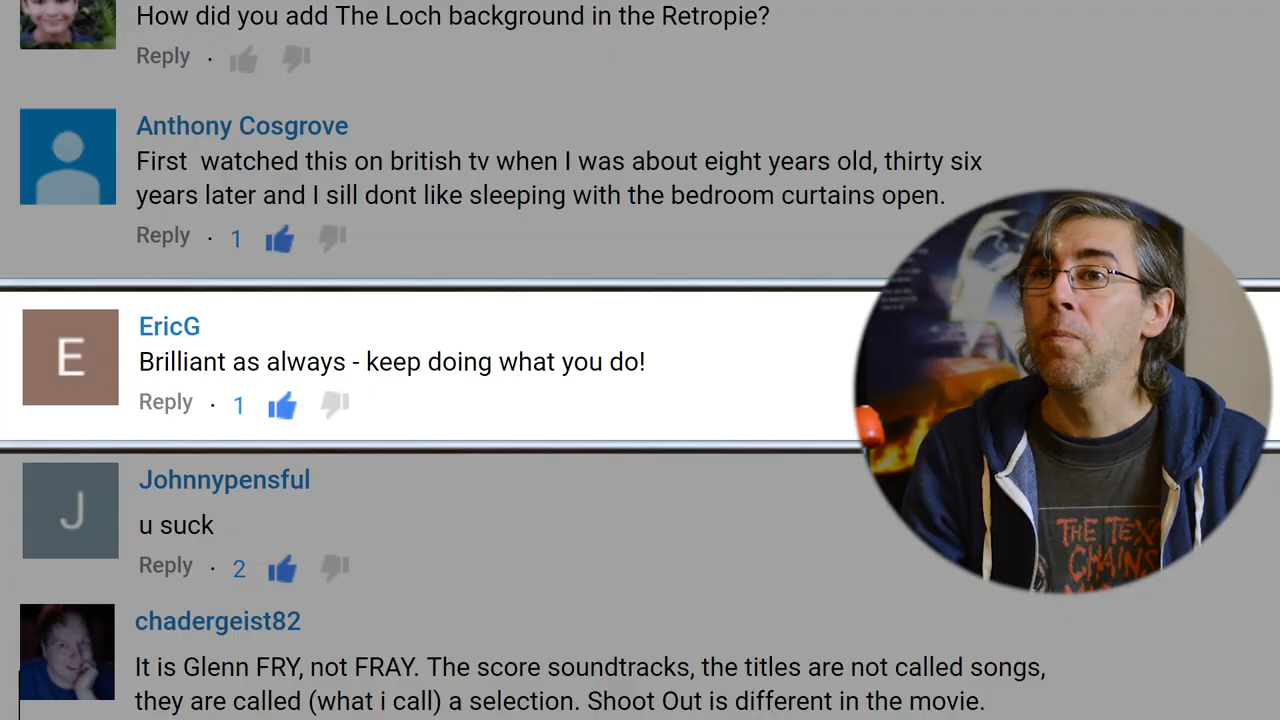 How did you add The Loch background in the Retropie?
Reply ·
Anthony Cosgrove
First watched this on british tv when I was about eight years old, thirty six
years later and I sill dont like sleeping with the bedroom curtains open.
Reply · 1
E
EricG
Brilliant as always - keep doing what you do!
Reply · 1
J
Johnnypensful
u suck
Reply · 2
chadergeist82
It is Glenn FRY, not FRAY. The score soundtracks, the titles are not called songs,
they are called (what i call) a selection. Shoot Out is different in the movie.
THE TEX
CHAINS